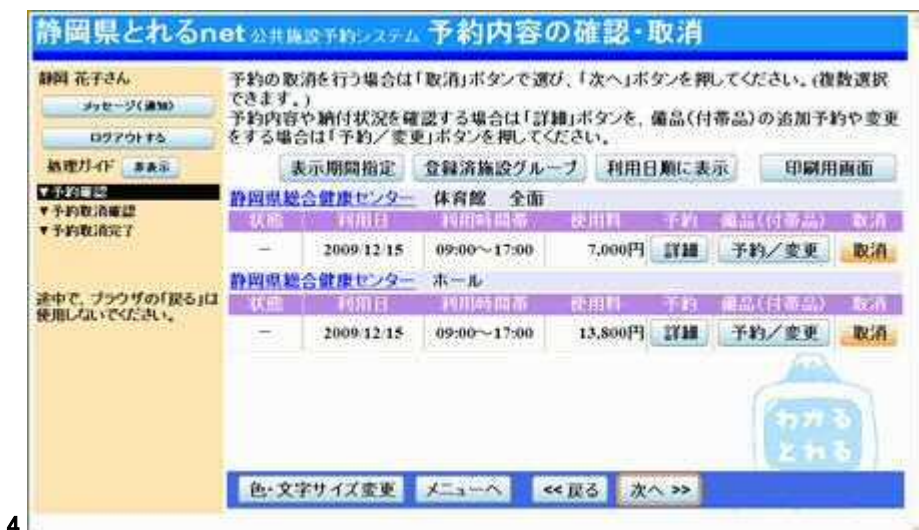 静岡県とれるnet 公共施設予約システム 予約内容の確認・取消
静岡 花子さん
メッセージ(通知)
ログアウトする
処理ガイド 非表示
▼予約確認
▼予約取消確認
▼予約取消完了
途中で、ブラウザの「戻る」は
使用しないでください。
予約の取消を行う場合は「取消」ボタンで選び、「次へ」ボタンを押してください。(複数選択
できます。)
予約内容や納付状況を確認する場合は「詳細」ボタンを、備品(付帯品)の追加予約や変更
をする場合は「予約/変更」ボタンを押してください。
表示期間指定 登録済施設グループ 利用日順に表示 印刷用画面
静岡県総合健康センター 体育館 全面
状態 利用日 利用時間帯 使用料 予約 備品(付帯品) 取消
― 2009/12/15 09:00～17:00 7,000円 詳細 予約/変更 取消
静岡県総合健康センター ホール
状態 利用日 利用時間帯 使用料 予約 備品(付帯品) 取消
― 2009/12/15 09:00～17:00 13,800円 詳細 予約/変更 取消
わかる
とれる
色・文字サイズ変更 メニューへ << 戻る 次へ >>
4